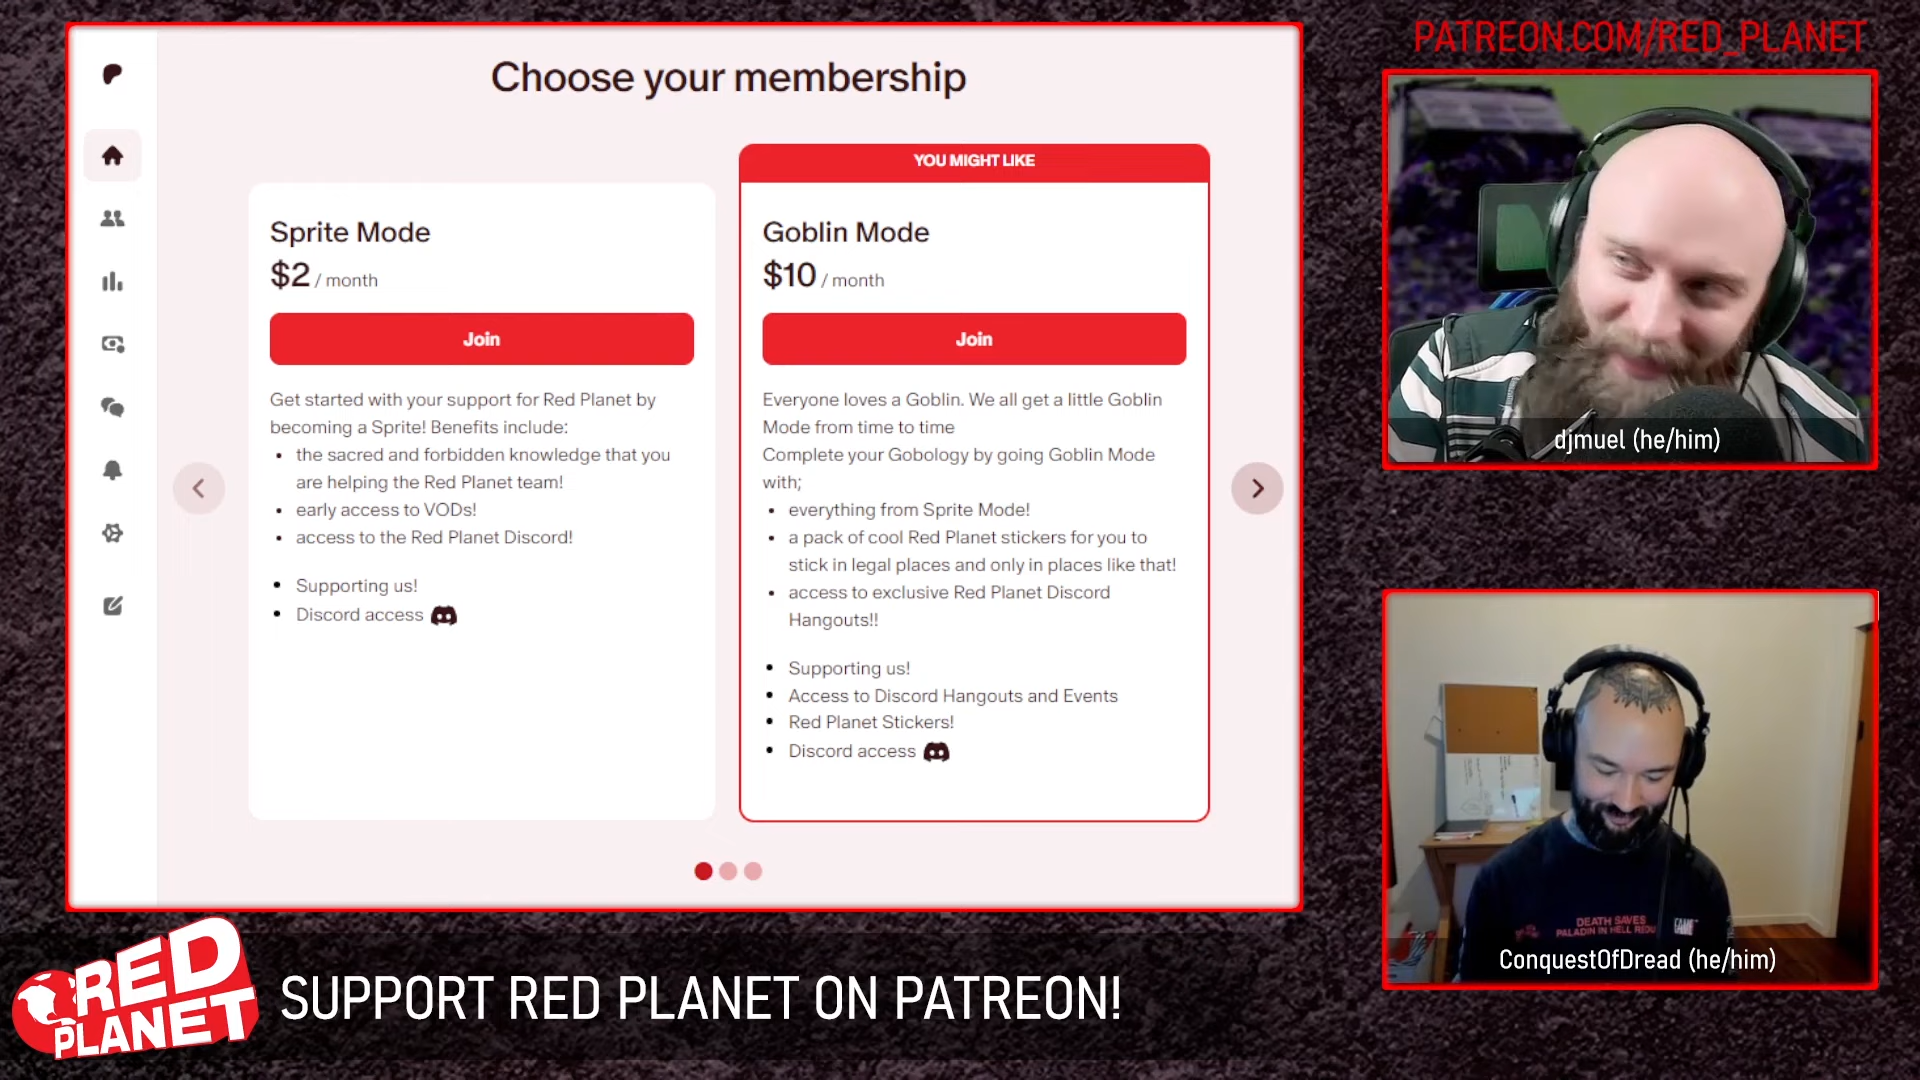 PATREON.COM/RED_PLANET
Choose your membership
Sprite Mode
$2 / month
Join
Get started with your support for Red Planet by
becoming a Sprite! Benefits include:
• the sacred and forbidden knowledge that you
are helping the Red Planet team!
• early access to VODs!
• access to the Red Planet Discord!
• Supporting us!
• Discord access
YOU MIGHT LIKE
Goblin Mode
$10 / month
Join
Everyone loves a Goblin. We all get a little Goblin
Mode from time to time
Complete your Gobology by going Goblin Mode
with;
• everything from Sprite Mode!
• a pack of cool Red Planet stickers for you to
stick in legal places and only in places like that!
• access to exclusive Red Planet Discord
Hangouts!!
• Supporting us!
• Access to Discord Hangouts and Events
• Red Planet Stickers!
• Discord access
djmuel (he/him)
DEATH SAVES
PALADIN IN HELL
ConquestOfDread (he/him)
RED
PLANET
SUPPORT RED PLANET ON PATREON!